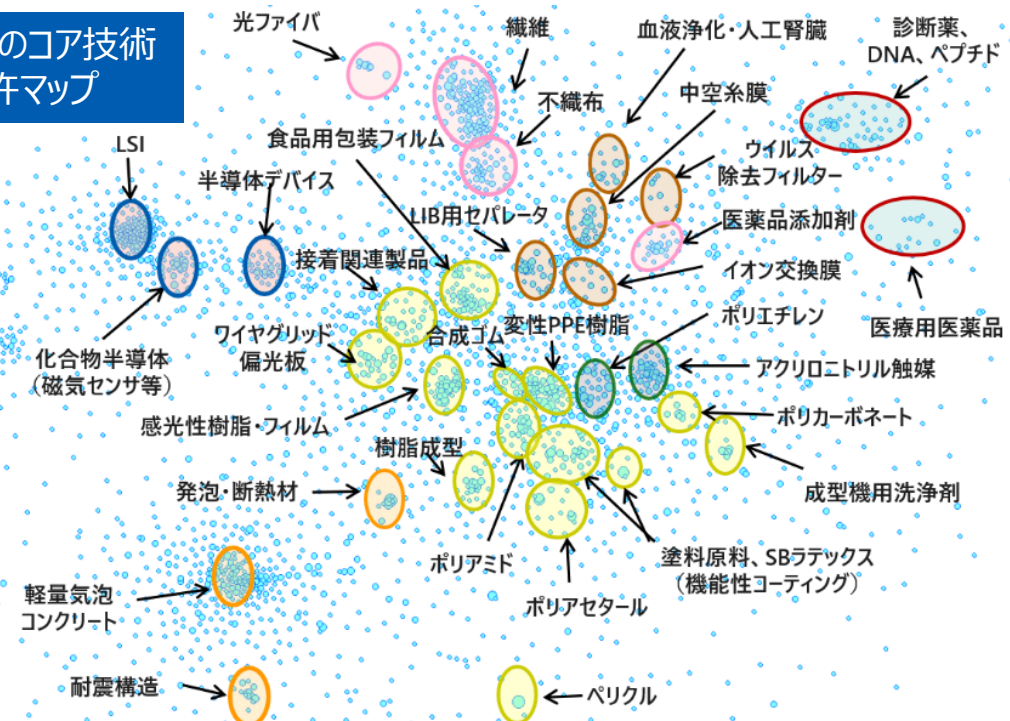 のコア技術
マップ
光ファイバ
繊維
血液浄化・人工腎臓
診断薬、
DNA、ペプチド
不織布
中空糸膜
LSI
食品用包装フィルム
ウイルス
除去フィルター
半導体デバイス
LIB用セパレータ
医薬品添加剤
接着関連製品
イオン交換膜
ワイヤグリッド
偏光板
合成ゴム
変性PPE樹脂
ポリエチレン
医療用医薬品
化合物半導体
（磁気センサ等）
アクリロニトリル触媒
感光性樹脂・フィルム
ポリカーボネート
樹脂成型
発泡・断熱材
成型機用洗浄剤
ポリアミド
塗料原料、SBラテックス
（機能性コーティング）
軽量気泡
コンクリート
ポリアセタール
耐震構造
ペリクル